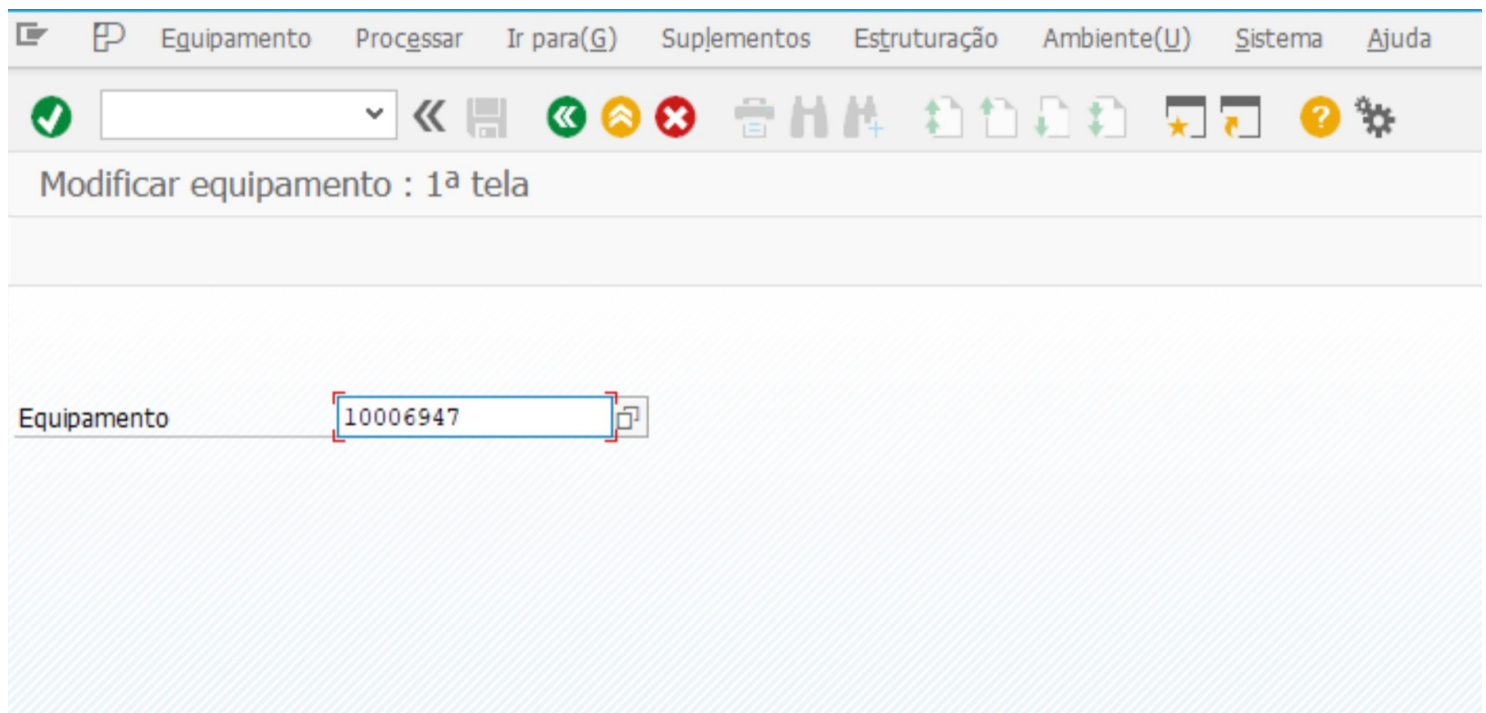 Equipamento Processar Ir para(G) Suplementos Estruturação Ambiente(U) Sistema Ajuda
Modificar equipamento : 1ª tela
Equipamento 10006947